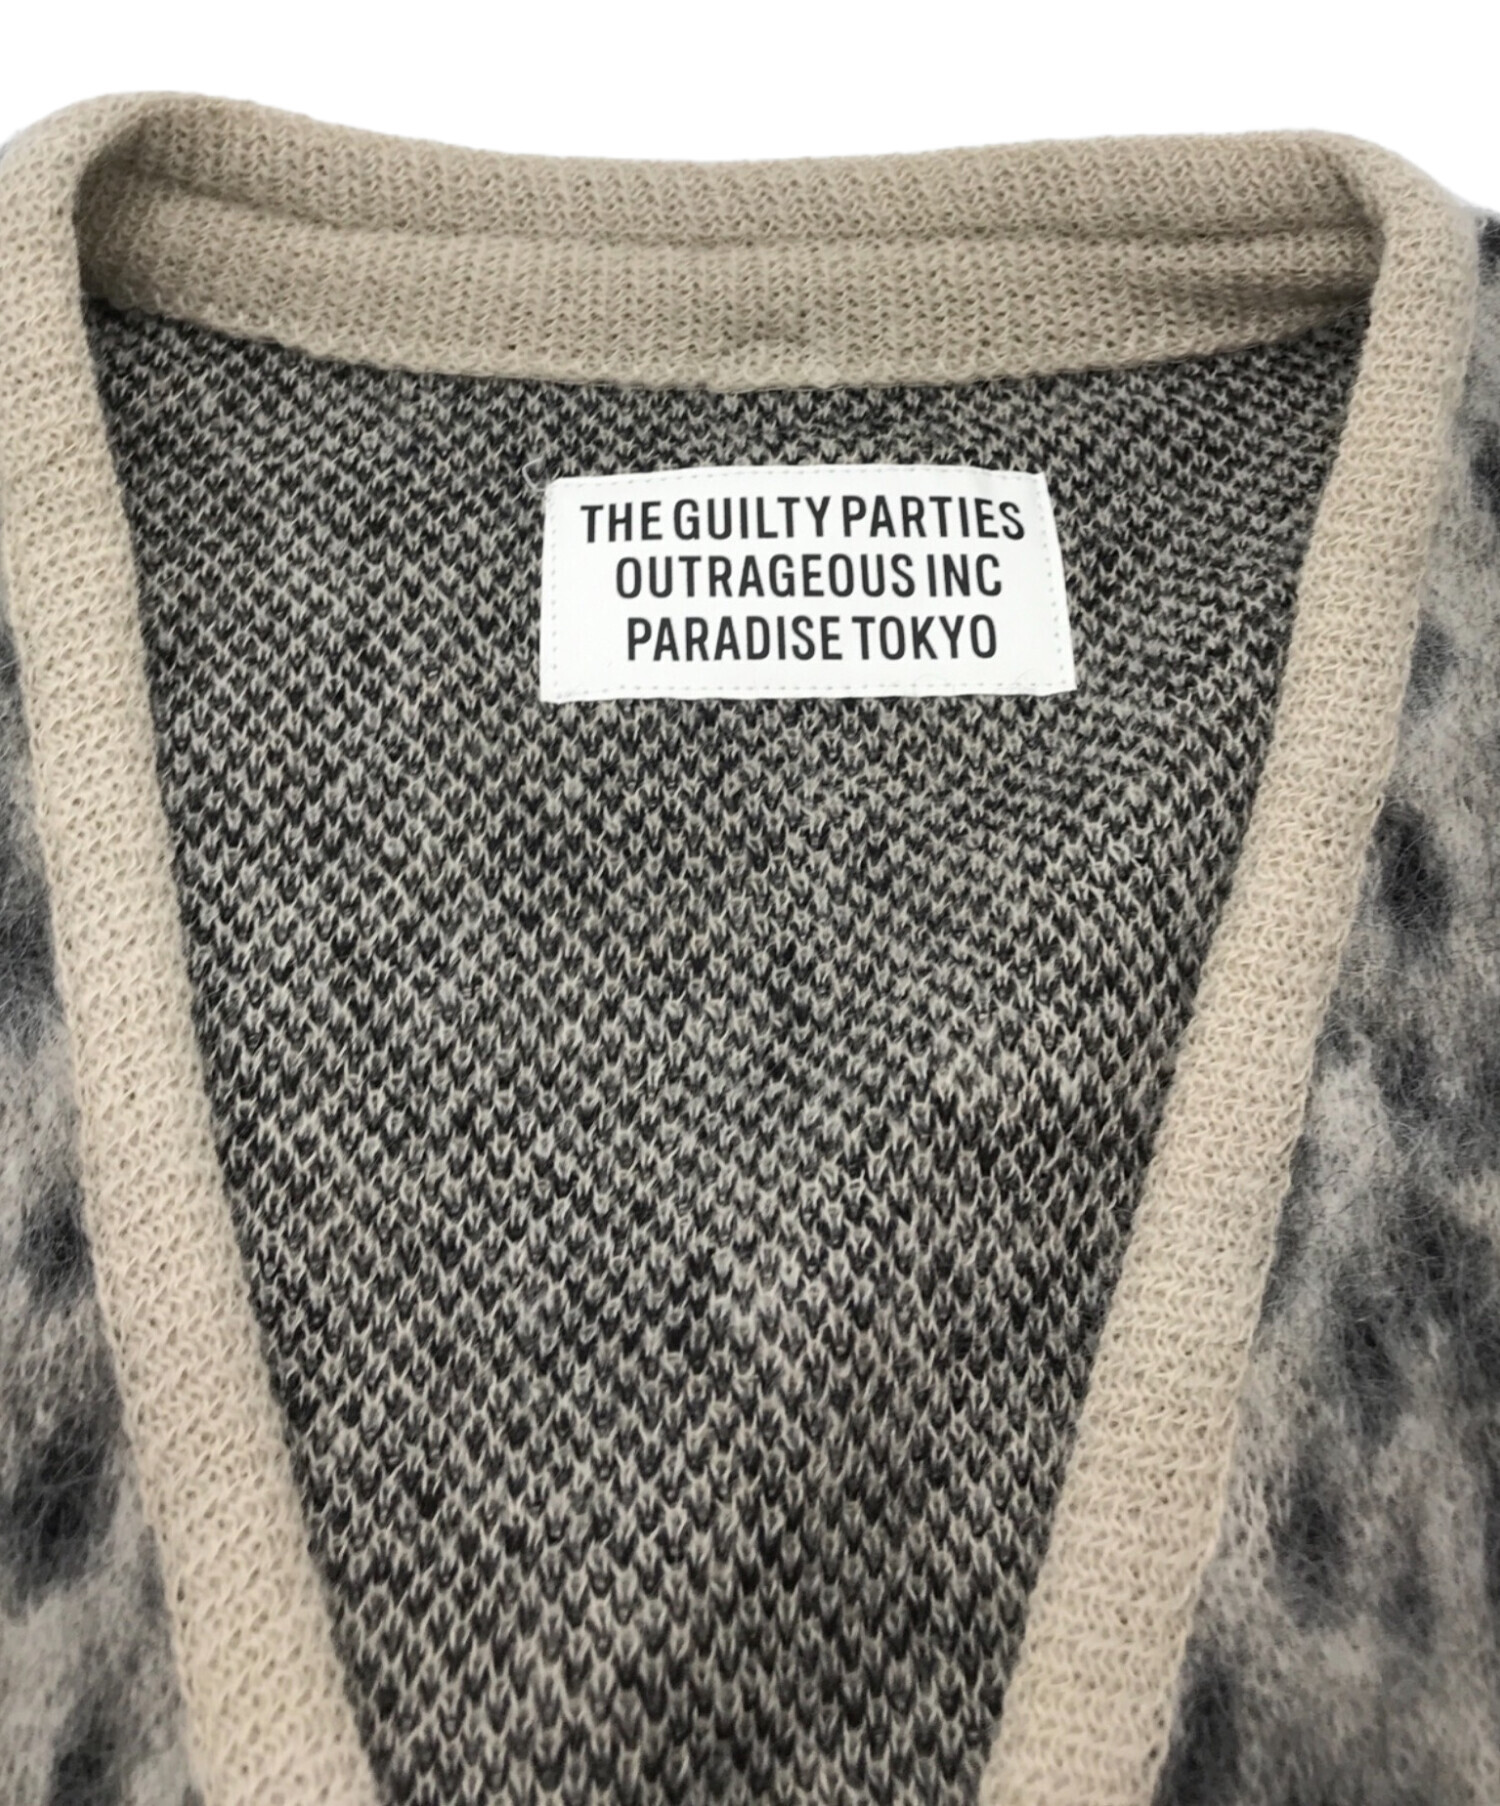 THE GUILTY PARTIES
OUTRAGEOUS INC
PARADISE TOKYO